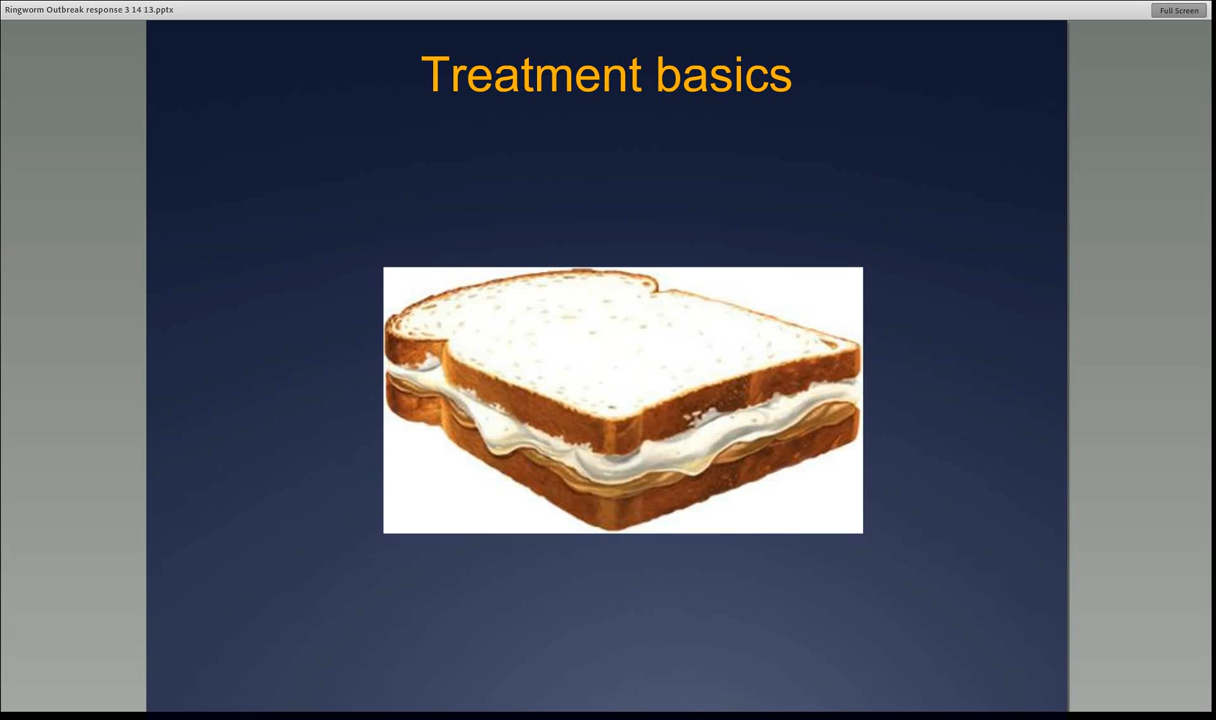 Ringworm Outbreak response 3 14 13.pptx
Full Screen
Treatment basics